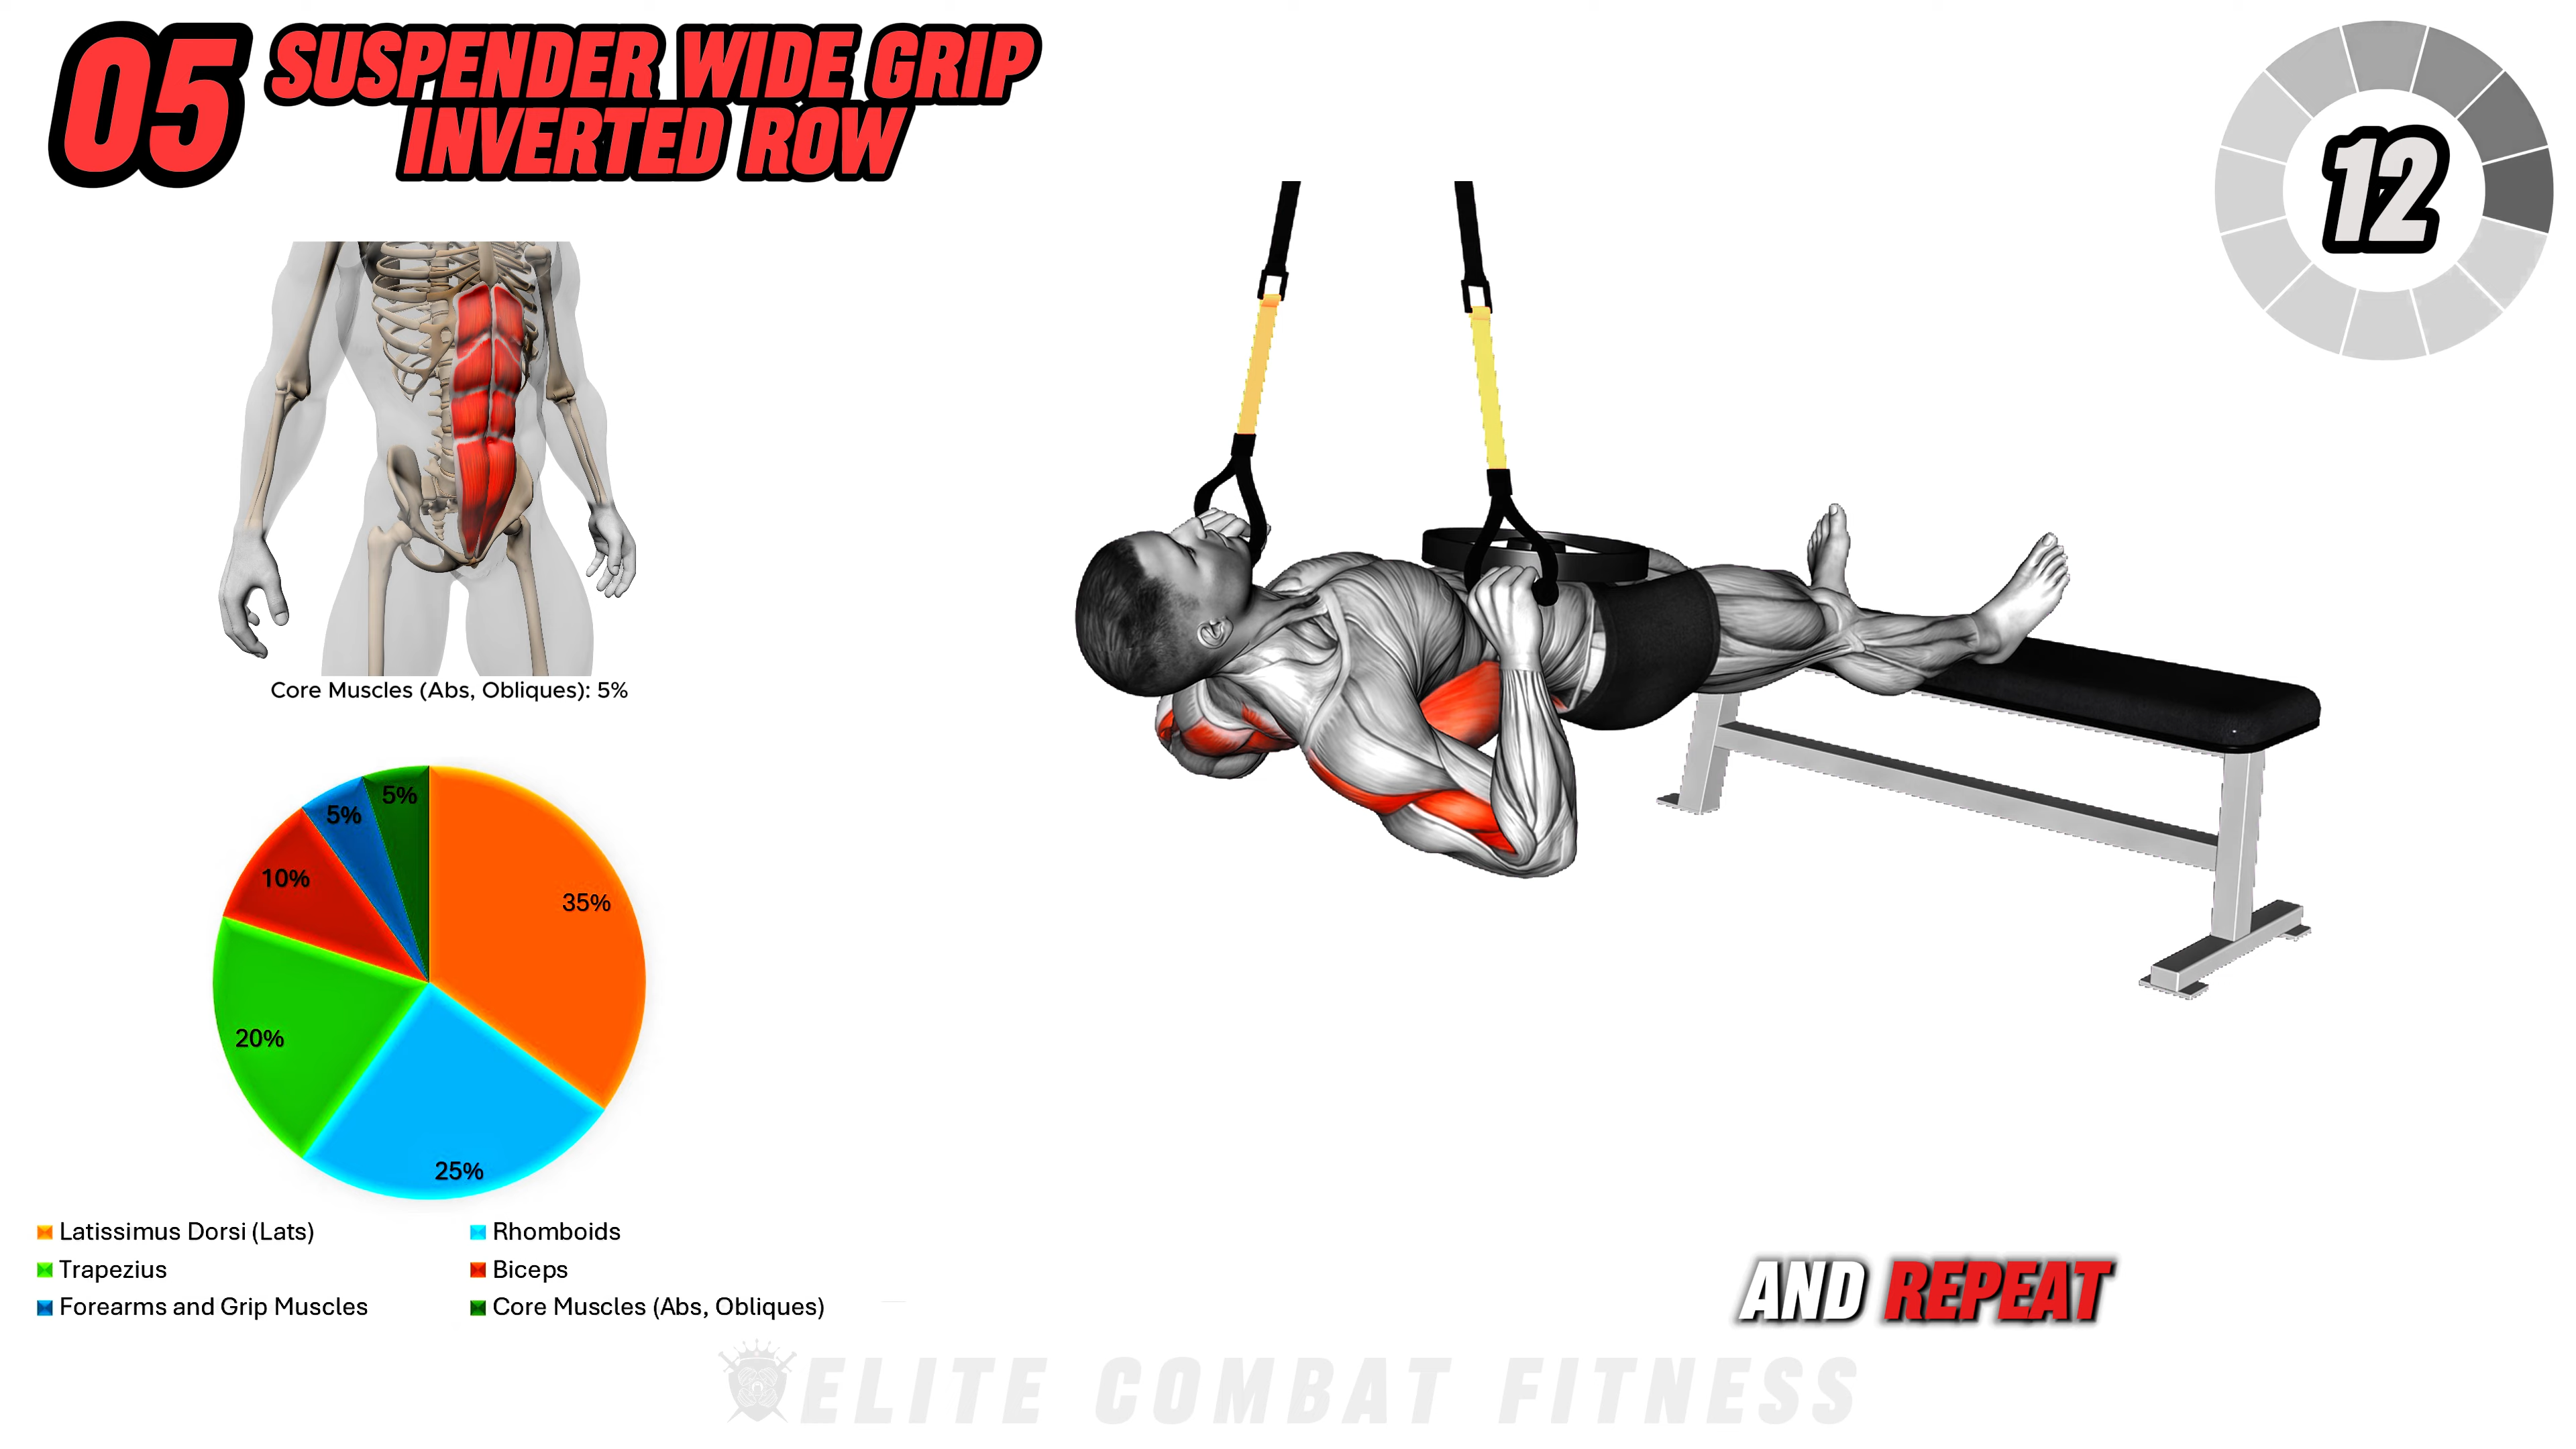 05
SUSPENDER WIDE GRIP
INVERTED ROW
12
Core Muscles (Abs, Obliques): 5%
5%
5%
10%
35%
20%
25%
Latissimus Dorsi (Lats)
Rhomboids
Trapezius
Biceps
Forearms and Grip Muscles
Core Muscles (Abs, Obliques)
AND REPEAT
ELITE COMBAT FITNESS